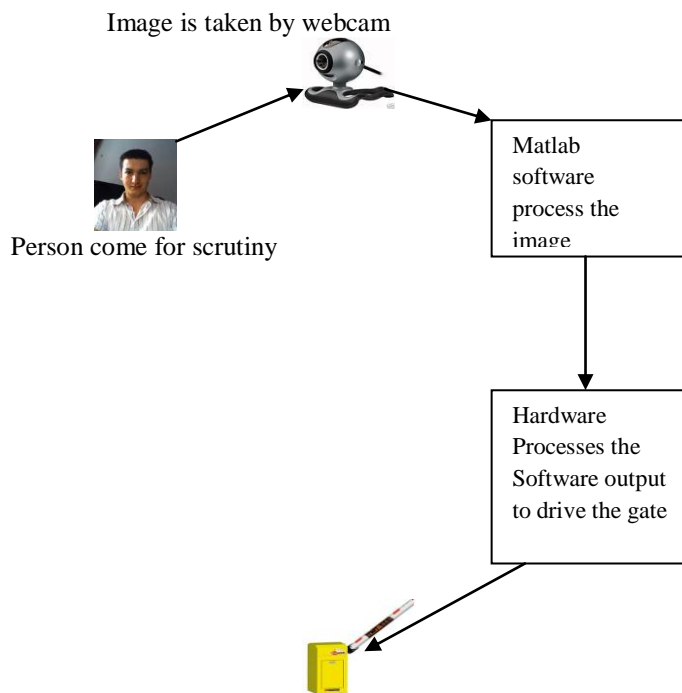 Image is taken by webcam
Person come for scrutiny
Matlab
software
process the
image
Hardware
Processes the
Software output
to drive the gate